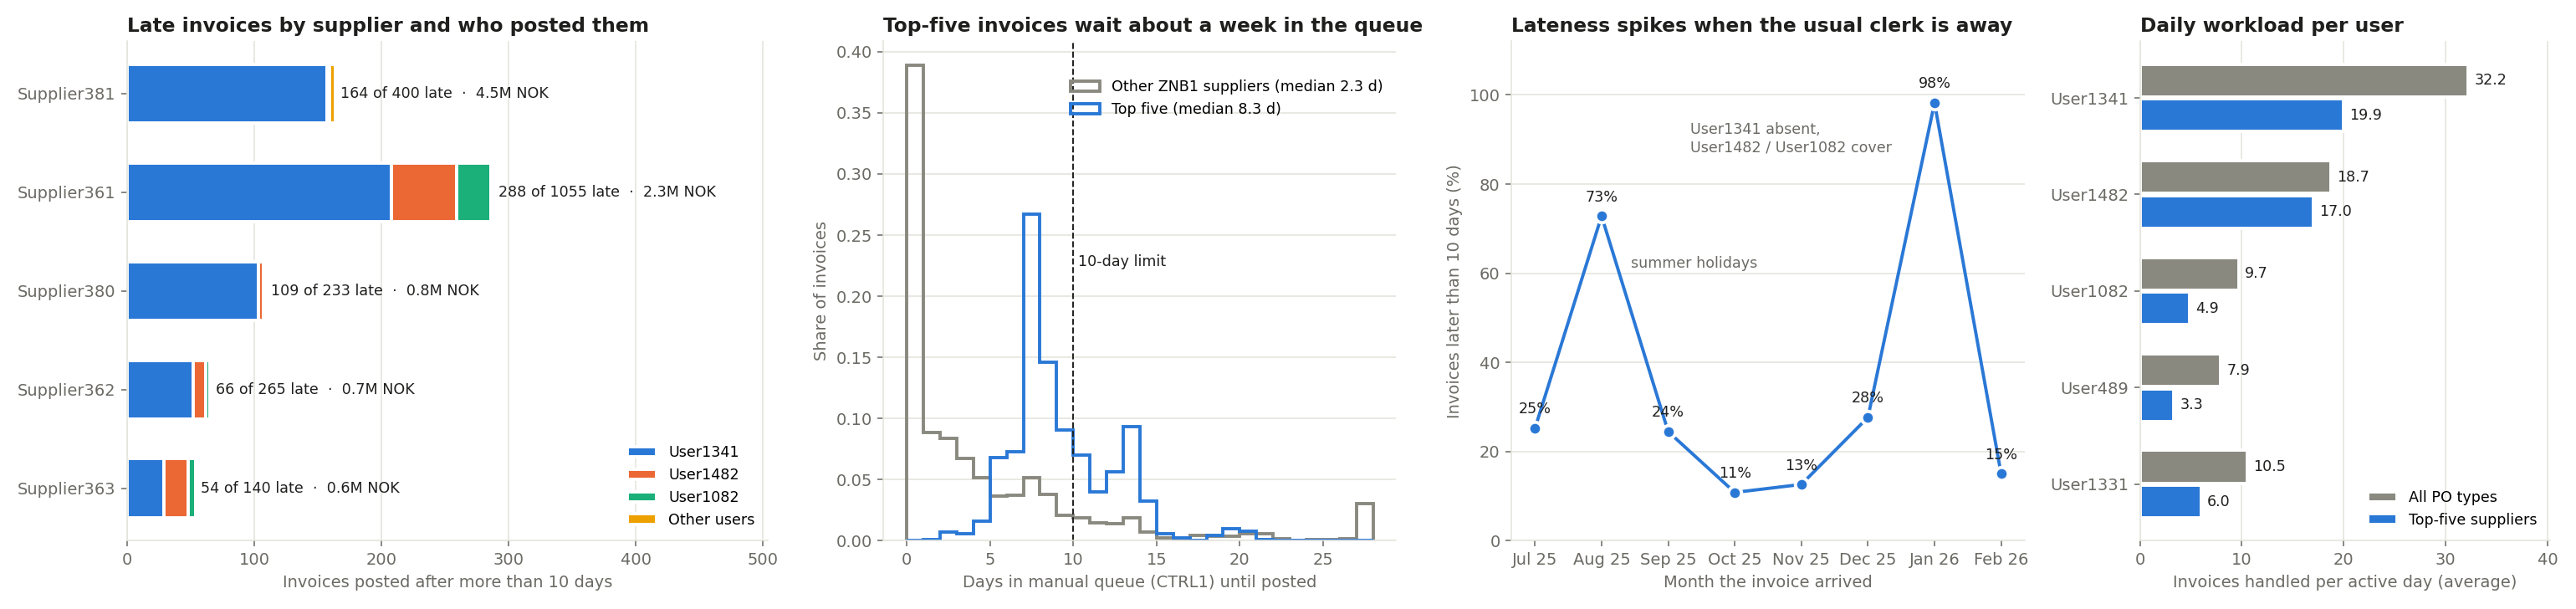 Late invoices by supplier and who posted them
Supplier381
164 of 400 late · 4.5M NOK
Supplier361
288 of 1055 late · 2.3M NOK
Supplier380
109 of 233 late · 0.8M NOK
Supplier362
66 of 265 late · 0.7M NOK
Supplier363
54 of 140 late · 0.6M NOK
User1341
User1482
User1082
Other users
0 100 200 300 400 500
Invoices posted after more than 10 days
Top-five invoices wait about a week in the queue
Share of invoices
0.40
0.35
0.30
0.25
0.20
0.15
0.10
0.05
0.00
Other ZNB1 suppliers (median 2.3 d)
Top five (median 8.3 d)
10-day limit
0 5 10 15 20 25
Days in manual queue (CTRL1) until posted
Lateness spikes when the usual clerk is away
Invoices later than 10 days (%)
100
80
60
40
20
0
25%
73%
24%
11%
13%
28%
98%
15%
User1341 absent,
User1482 / User1082 cover
summer holidays
Jul 25 Aug 25 Sep 25 Oct 25 Nov 25 Dec 25 Jan 26 Feb 26
Month the invoice arrived
Daily workload per user
User1341
32.2
19.9
User1482
18.7
17.0
User1082
9.7
4.9
User489
7.9
3.3
User1331
10.5
6.0
All PO types
Top-five suppliers
0 10 20 30 40
Invoices handled per active day (average)